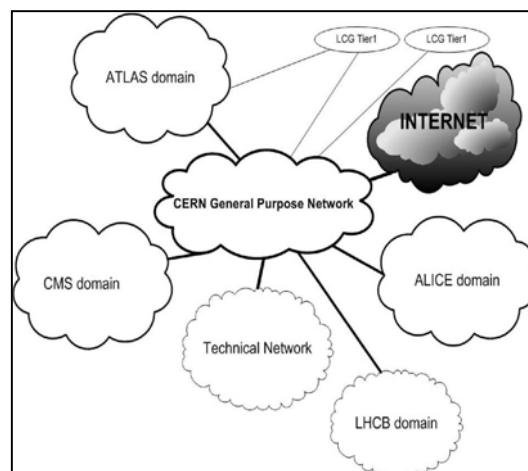 LCG Tier1
LCG Tier1
ATLAS domain
INTERNET
CERN General Purpose Network
CMS domain
ALICE domain
Technical Network
LHCB domain